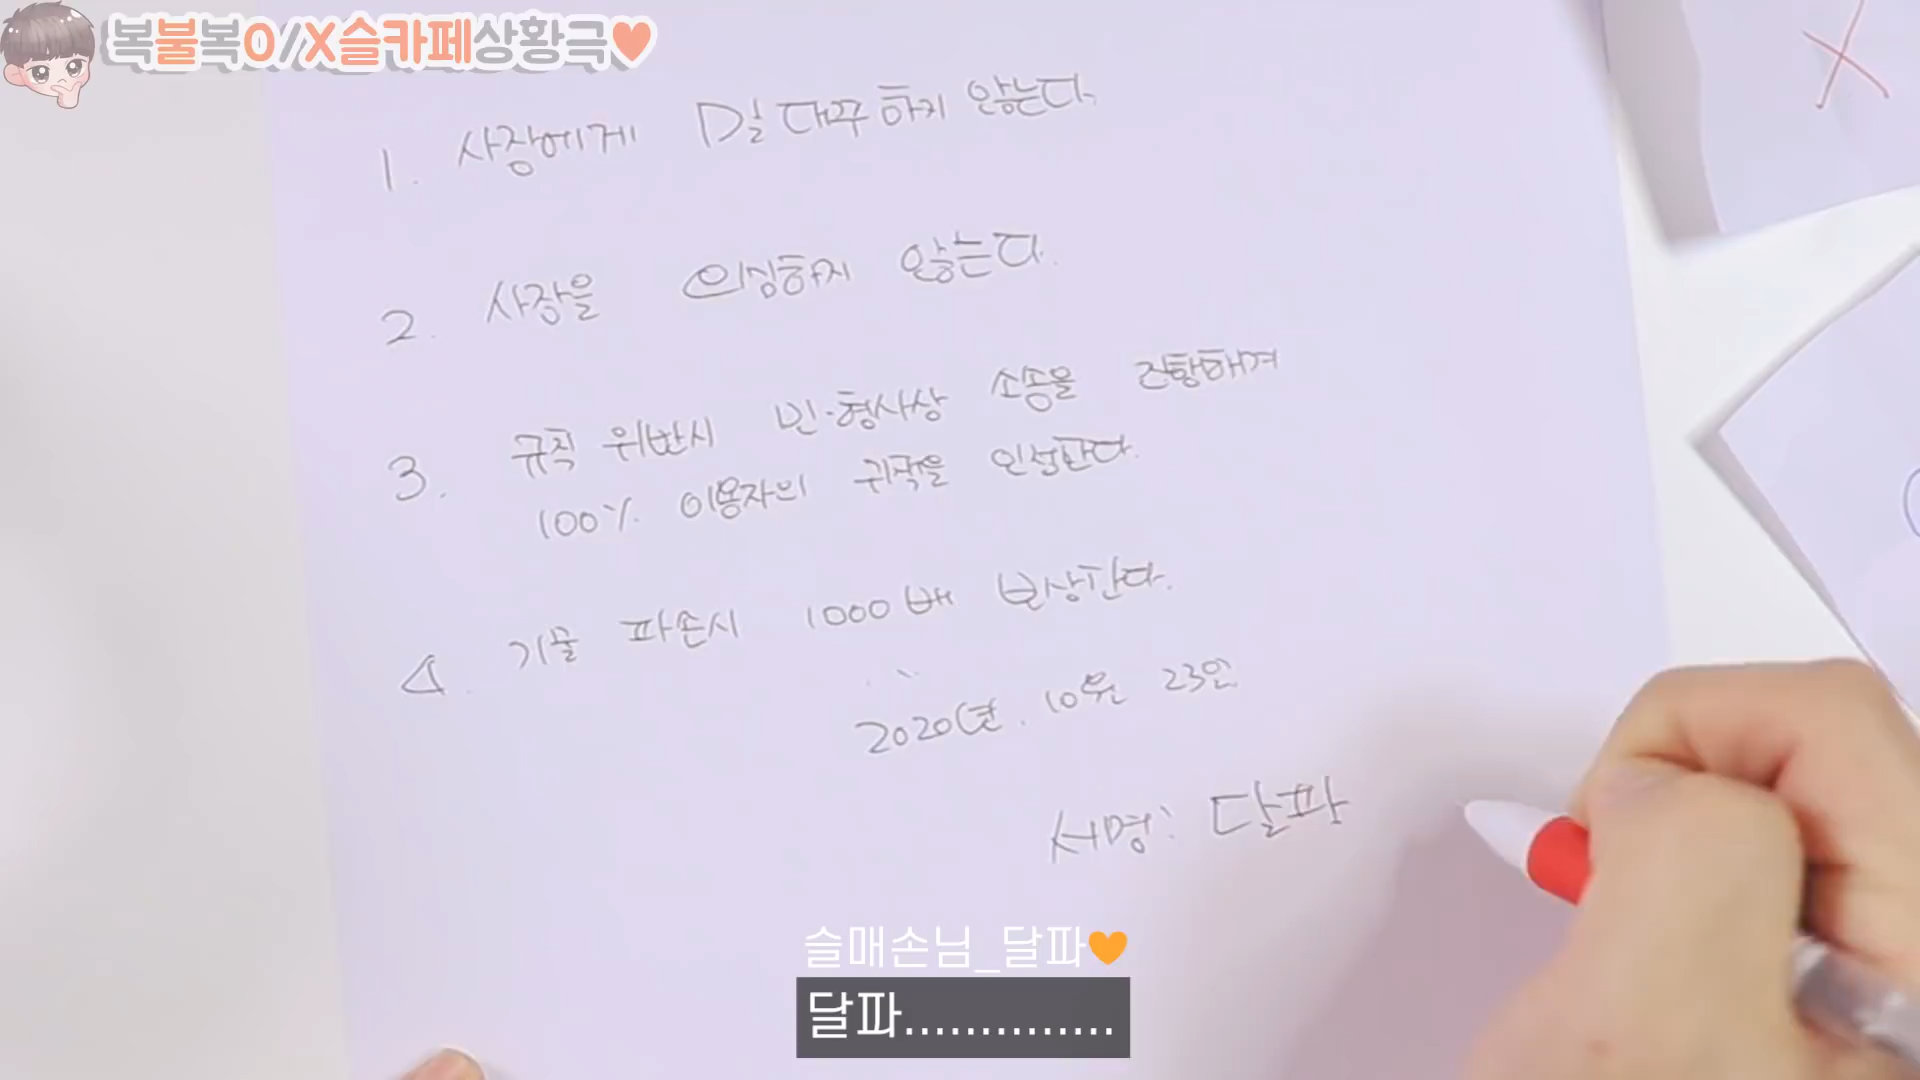 복불복O/X슬카페상황극♥
X
1. 사장에게 말대꾸하지 않는다.
2. 사장을 의심하지 않는다.
3. 규칙 위반시 민·형사상 소송을 진행하며
100% 이용자의 귀책을 인정한다.
4. 기물 파손시 1000배 보상한다.
2020년. 10월 23일
서명: 달파
슬매손님_달파🧡
달파..............